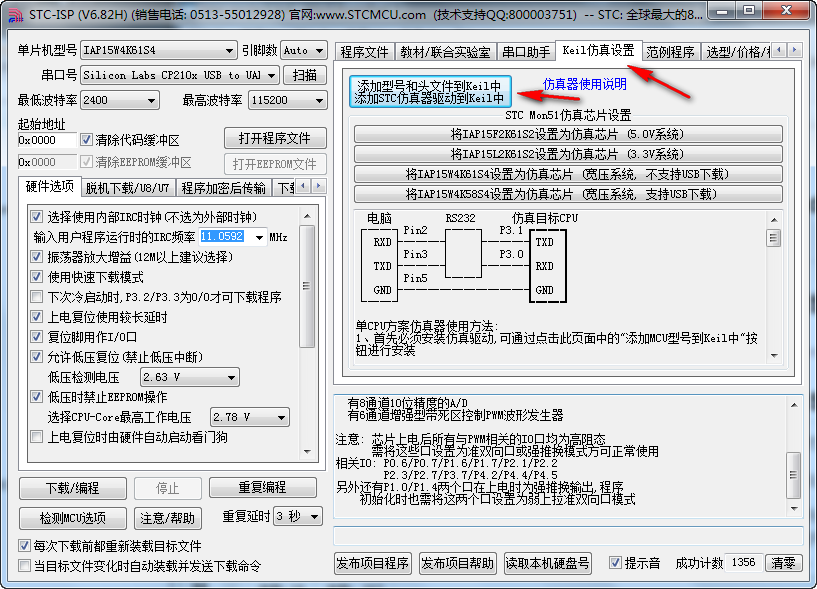 STC-ISP (V6.82H) (销售电话: 0513-55012928) 官网:www.STCMCU.com (技术支持QQ:800003751) -- STC: 全球最大的8...
单片机型号 IAP15W4K61S4 引脚数 Auto
串口号 Silicon Labs CP210x USB to UAI 扫描
最低波特率 2400 最高波特率 115200
起始地址
0x0000 清除代码缓冲区 打开程序文件
0x0000 清除EEPROM缓冲区 打开EEPROM文件
硬件选项 脱机下载/U8/U7 程序加密后传输 下
选择使用内部IRC时钟(不选为外部时钟)
输入用户程序运行时的IRC频率 11.0592 MHz
振荡器放大增益(12M以上建议选择)
使用快速下载模式
下次冷启动时,P3.2/P3.3为0/0才可下载程序
上电复位使用较长延时
复位脚用作I/O口
允许低压复位(禁止低压中断)
低压检测电压 2.63 V
低压时禁止EEPROM操作
选择CPU-Core最高工作电压 2.78 V
上电复位时由硬件自动启动看门狗
下载/编程 停止 重复编程
检测MCU选项 注意/帮助 重复延时 3 秒
每次下载前都重新装载目标文件
当目标文件变化时自动装载并发送下载命令
程序文件 教材/联合实验室 串口助手 Keil仿真设置 范例程序 选型/价格/
添加型号和头文件到Keil中
添加STC仿真器驱动到Keil中
仿真器使用说明
STC Mon51仿真芯片设置
将IAP15F2K61S2设置为仿真芯片 (5.0V系统)
将IAP15L2K61S2设置为仿真芯片 (3.3V系统)
将IAP15W4K61S4设置为仿真芯片 (宽压系统, 不支持USB下载)
将IAP15W4K58S4设置为仿真芯片 (宽压系统, 支持USB下载)
电脑 RS232 仿真目标CPU
RXD Pin2 P3.1 TXD
TXD Pin3 P3.0 RXD
GND Pin5 GND
单CPU方案仿真器使用方法:
1、首先必须安装仿真驱动,可通过点击此页面中的"添加MCU型号到Keil中"按
钮进行安装
有8通道10位精度的A/D
有8通道增强型带死区控制PWM波形发生器
注意: 芯片上电后所有与PWM相关的IO口均为高阻态
需将这些口设置为准双向口或强推换模式方可正常使用
相关IO: P0.6/P0.7/P1.6/P1.7/P2.1/P2.2
P2.3/P2.7/P3.7/P4.2/P4.4/P4.5
另外还有P1.0/P1.4两个口在上电时为强推换输出,程序
初始化时也需将这两个口设置为弱上拉准双向口模式
发布项目程序 发布项目帮助 读取本机硬盘号 提示音 成功计数 1356 清零